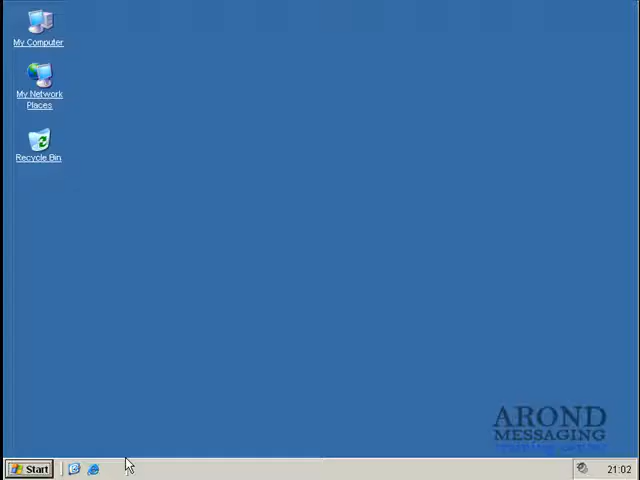 My Computer
My Network
Places
Recycle Bin
AROND
MESSAGING
Start
21:02